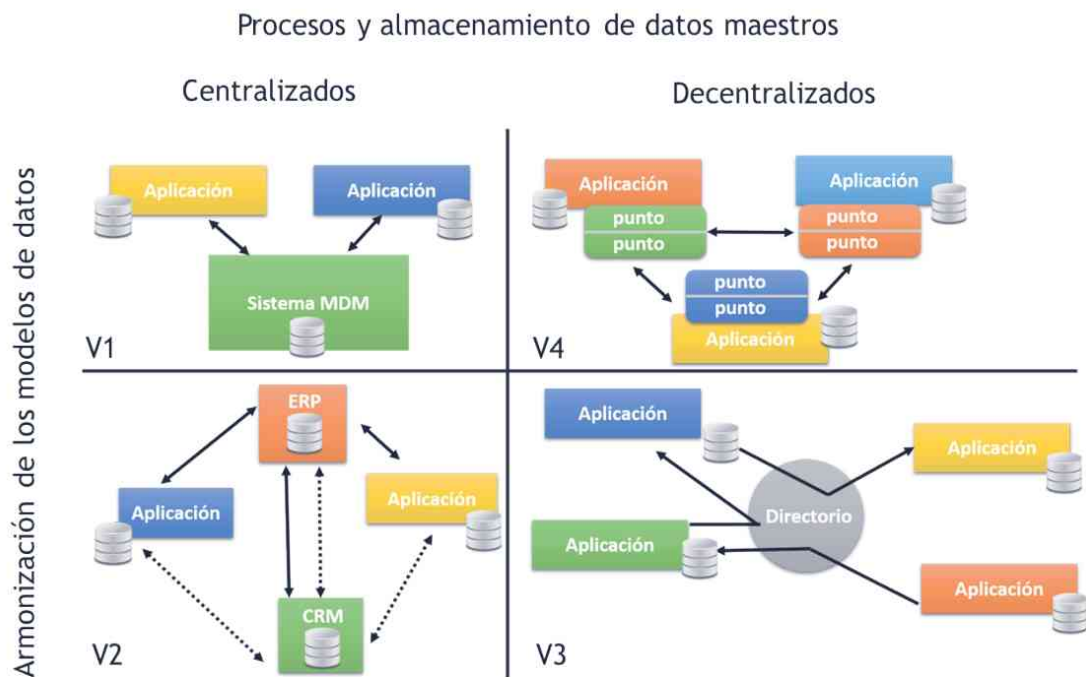 Procesos y almacenamiento de datos maestros
Centralizados
Decentralizados
Armonización de los modelos de datos
Aplicación
Aplicación
Sistema MDM
V1
Aplicación
Aplicación
punto
punto
punto
punto
punto
punto
Aplicación
V4
ERP
Aplicación
Aplicación
CRM
V2
Aplicación
Aplicación
Directorio
Aplicación
Aplicación
V3